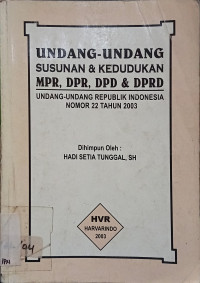 UNDANG-UNDANG
SUSUNAN & KEDUDUKAN
MPR, DPR, DPD & DPRD
UNDANG-UNDANG REPUBLIK INDONESIA
NOMOR 22 TAHUN 2003
Dihimpun Oleh :
HADI SETIA TUNGGAL, SH
HVR
HARVARINDO
2003